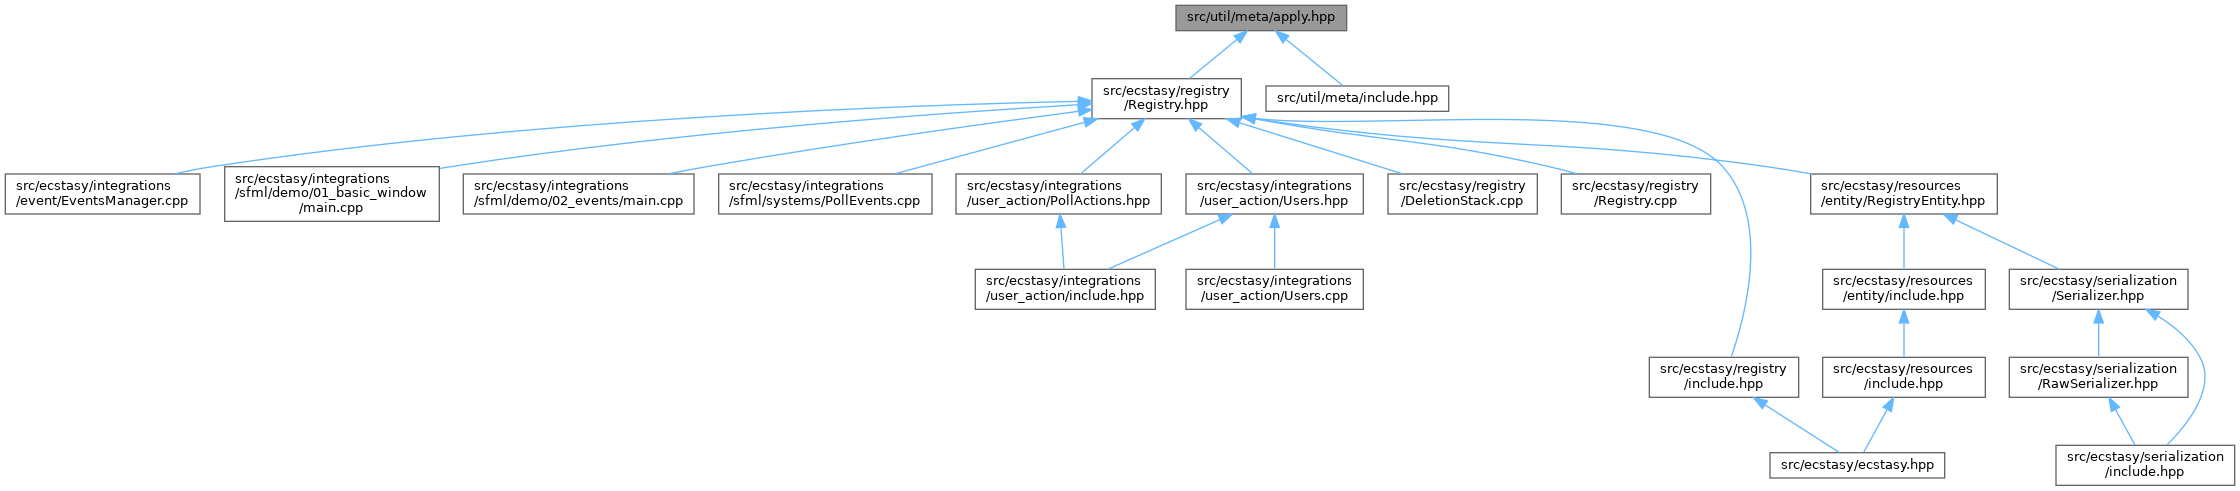 src/util/meta/apply.hpp
src/ecstasy/registry
/Registry.hpp
src/util/meta/include.hpp
src/ecstasy/integrations
/event/EventsManager.cpp
src/ecstasy/integrations
/sfml/demo/01_basic_window
/main.cpp
src/ecstasy/integrations
/sfml/demo/02_events/main.cpp
src/ecstasy/integrations
/sfml/systems/PollEvents.cpp
src/ecstasy/integrations
/user_action/PollActions.hpp
src/ecstasy/integrations
/user_action/Users.hpp
src/ecstasy/registry
/DeletionStack.cpp
src/ecstasy/registry
/Registry.cpp
src/ecstasy/resources
/entity/RegistryEntity.hpp
src/ecstasy/integrations
/user_action/include.hpp
src/ecstasy/integrations
/user_action/Users.cpp
src/ecstasy/resources
/entity/include.hpp
src/ecstasy/serialization
/Serializer.hpp
src/ecstasy/registry
/include.hpp
src/ecstasy/resources
/include.hpp
src/ecstasy/serialization
/RawSerializer.hpp
src/ecstasy/ecstasy.hpp
src/ecstasy/serialization
/include.hpp